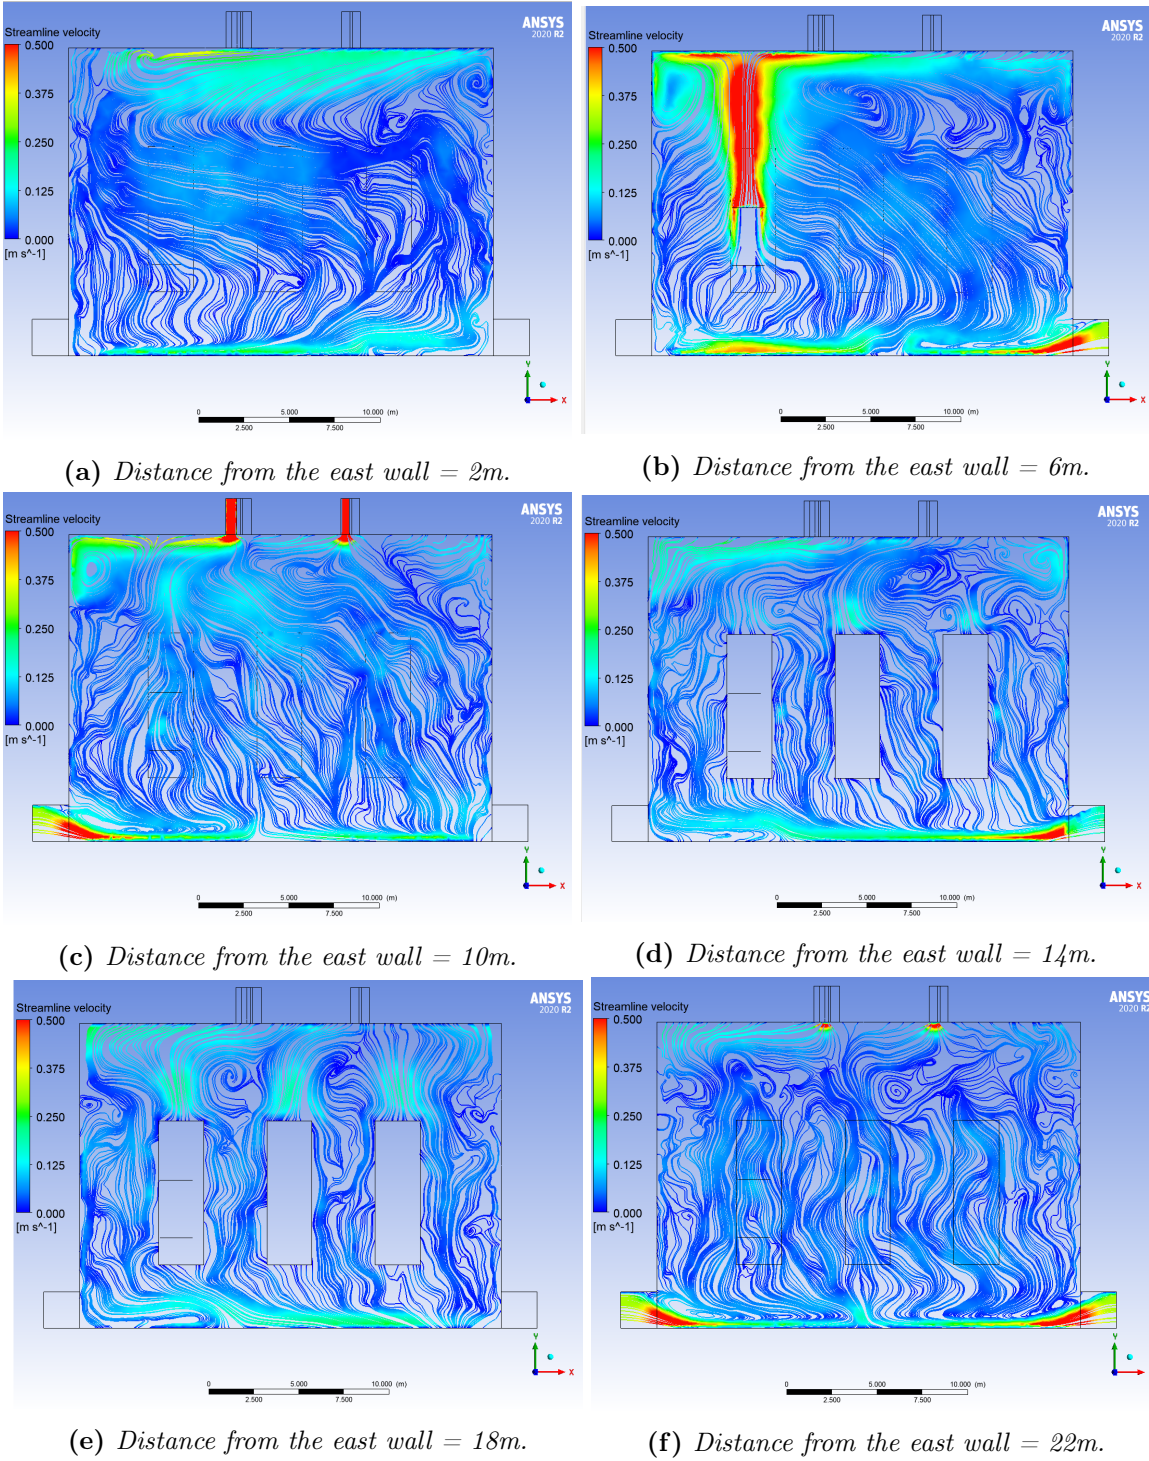 Streamline velocity
0.500
0.375
0.250
0.125
0.000
[m s^-1]
ANSYS
2020 R2
Y
X
0 5.000 10.000 (m)
2.500 7.500
(a) Distance from the east wall = 2m.
Streamline velocity
0.500
0.375
0.250
0.125
0.000
[m s^-1]
ANSYS
2020 R2
Y
X
0 5.000 10.000 (m)
2.500 7.500
(b) Distance from the east wall = 6m.
Streamline velocity
0.500
0.375
0.250
0.125
0.000
[m s^-1]
ANSYS
2020 R2
Y
X
0 5.000 10.000 (m)
2.500 7.500
(c) Distance from the east wall = 10m.
Streamline velocity
0.500
0.375
0.250
0.125
0.000
[m s^-1]
ANSYS
2020 R2
Y
X
0 5.000 10.000 (m)
2.500 7.500
(d) Distance from the east wall = 14m.
Streamline velocity
0.500
0.375
0.250
0.125
0.000
[m s^-1]
ANSYS
2020 R2
Y
X
0 5.000 10.000 (m)
2.500 7.500
(e) Distance from the east wall = 18m.
Streamline velocity
0.500
0.375
0.250
0.125
0.000
[m s^-1]
ANSYS
2020 R2
Y
X
0 5.000 10.000 (m)
2.500 7.500
(f) Distance from the east wall = 22m.